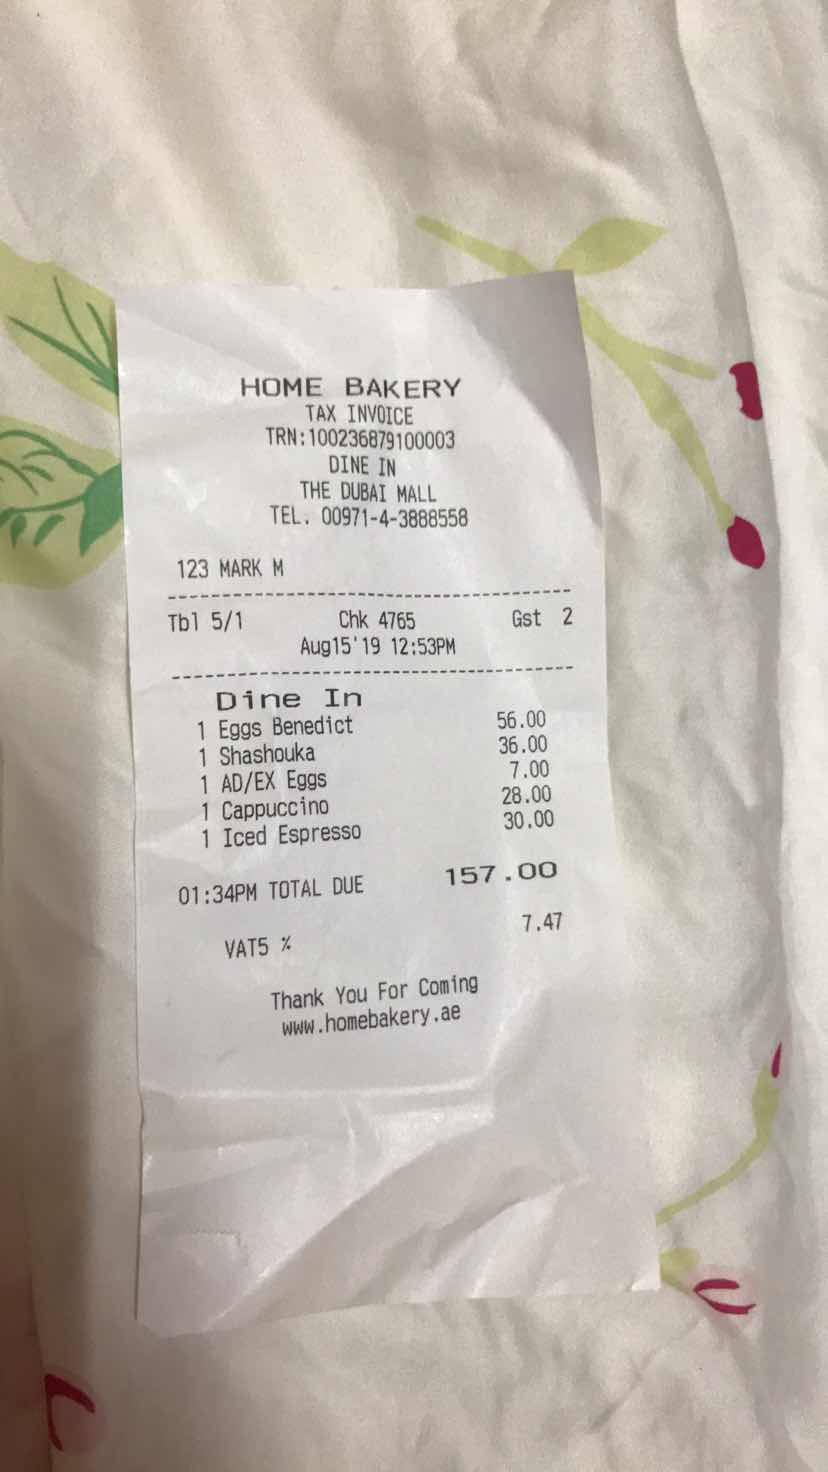 HOME BAKERY
TAX INVOICE
TRN:100236879100003
DINE IN
THE DUBAI MALL
TEL. 00971-4-3888558
123 MARK M
Tbl 5/1 Chk 4765 Gst 2
Aug15'19 12:53PM
Dine In
1 Eggs Benedict 56.00
1 Shashouka 36.00
1 AD/EX Eggs 7.00
1 Cappuccino 28.00
1 Iced Espresso 30.00
01:34PM TOTAL DUE 157.00
VAT5 % 7.47
Thank You For Coming
www.homebakery.ae